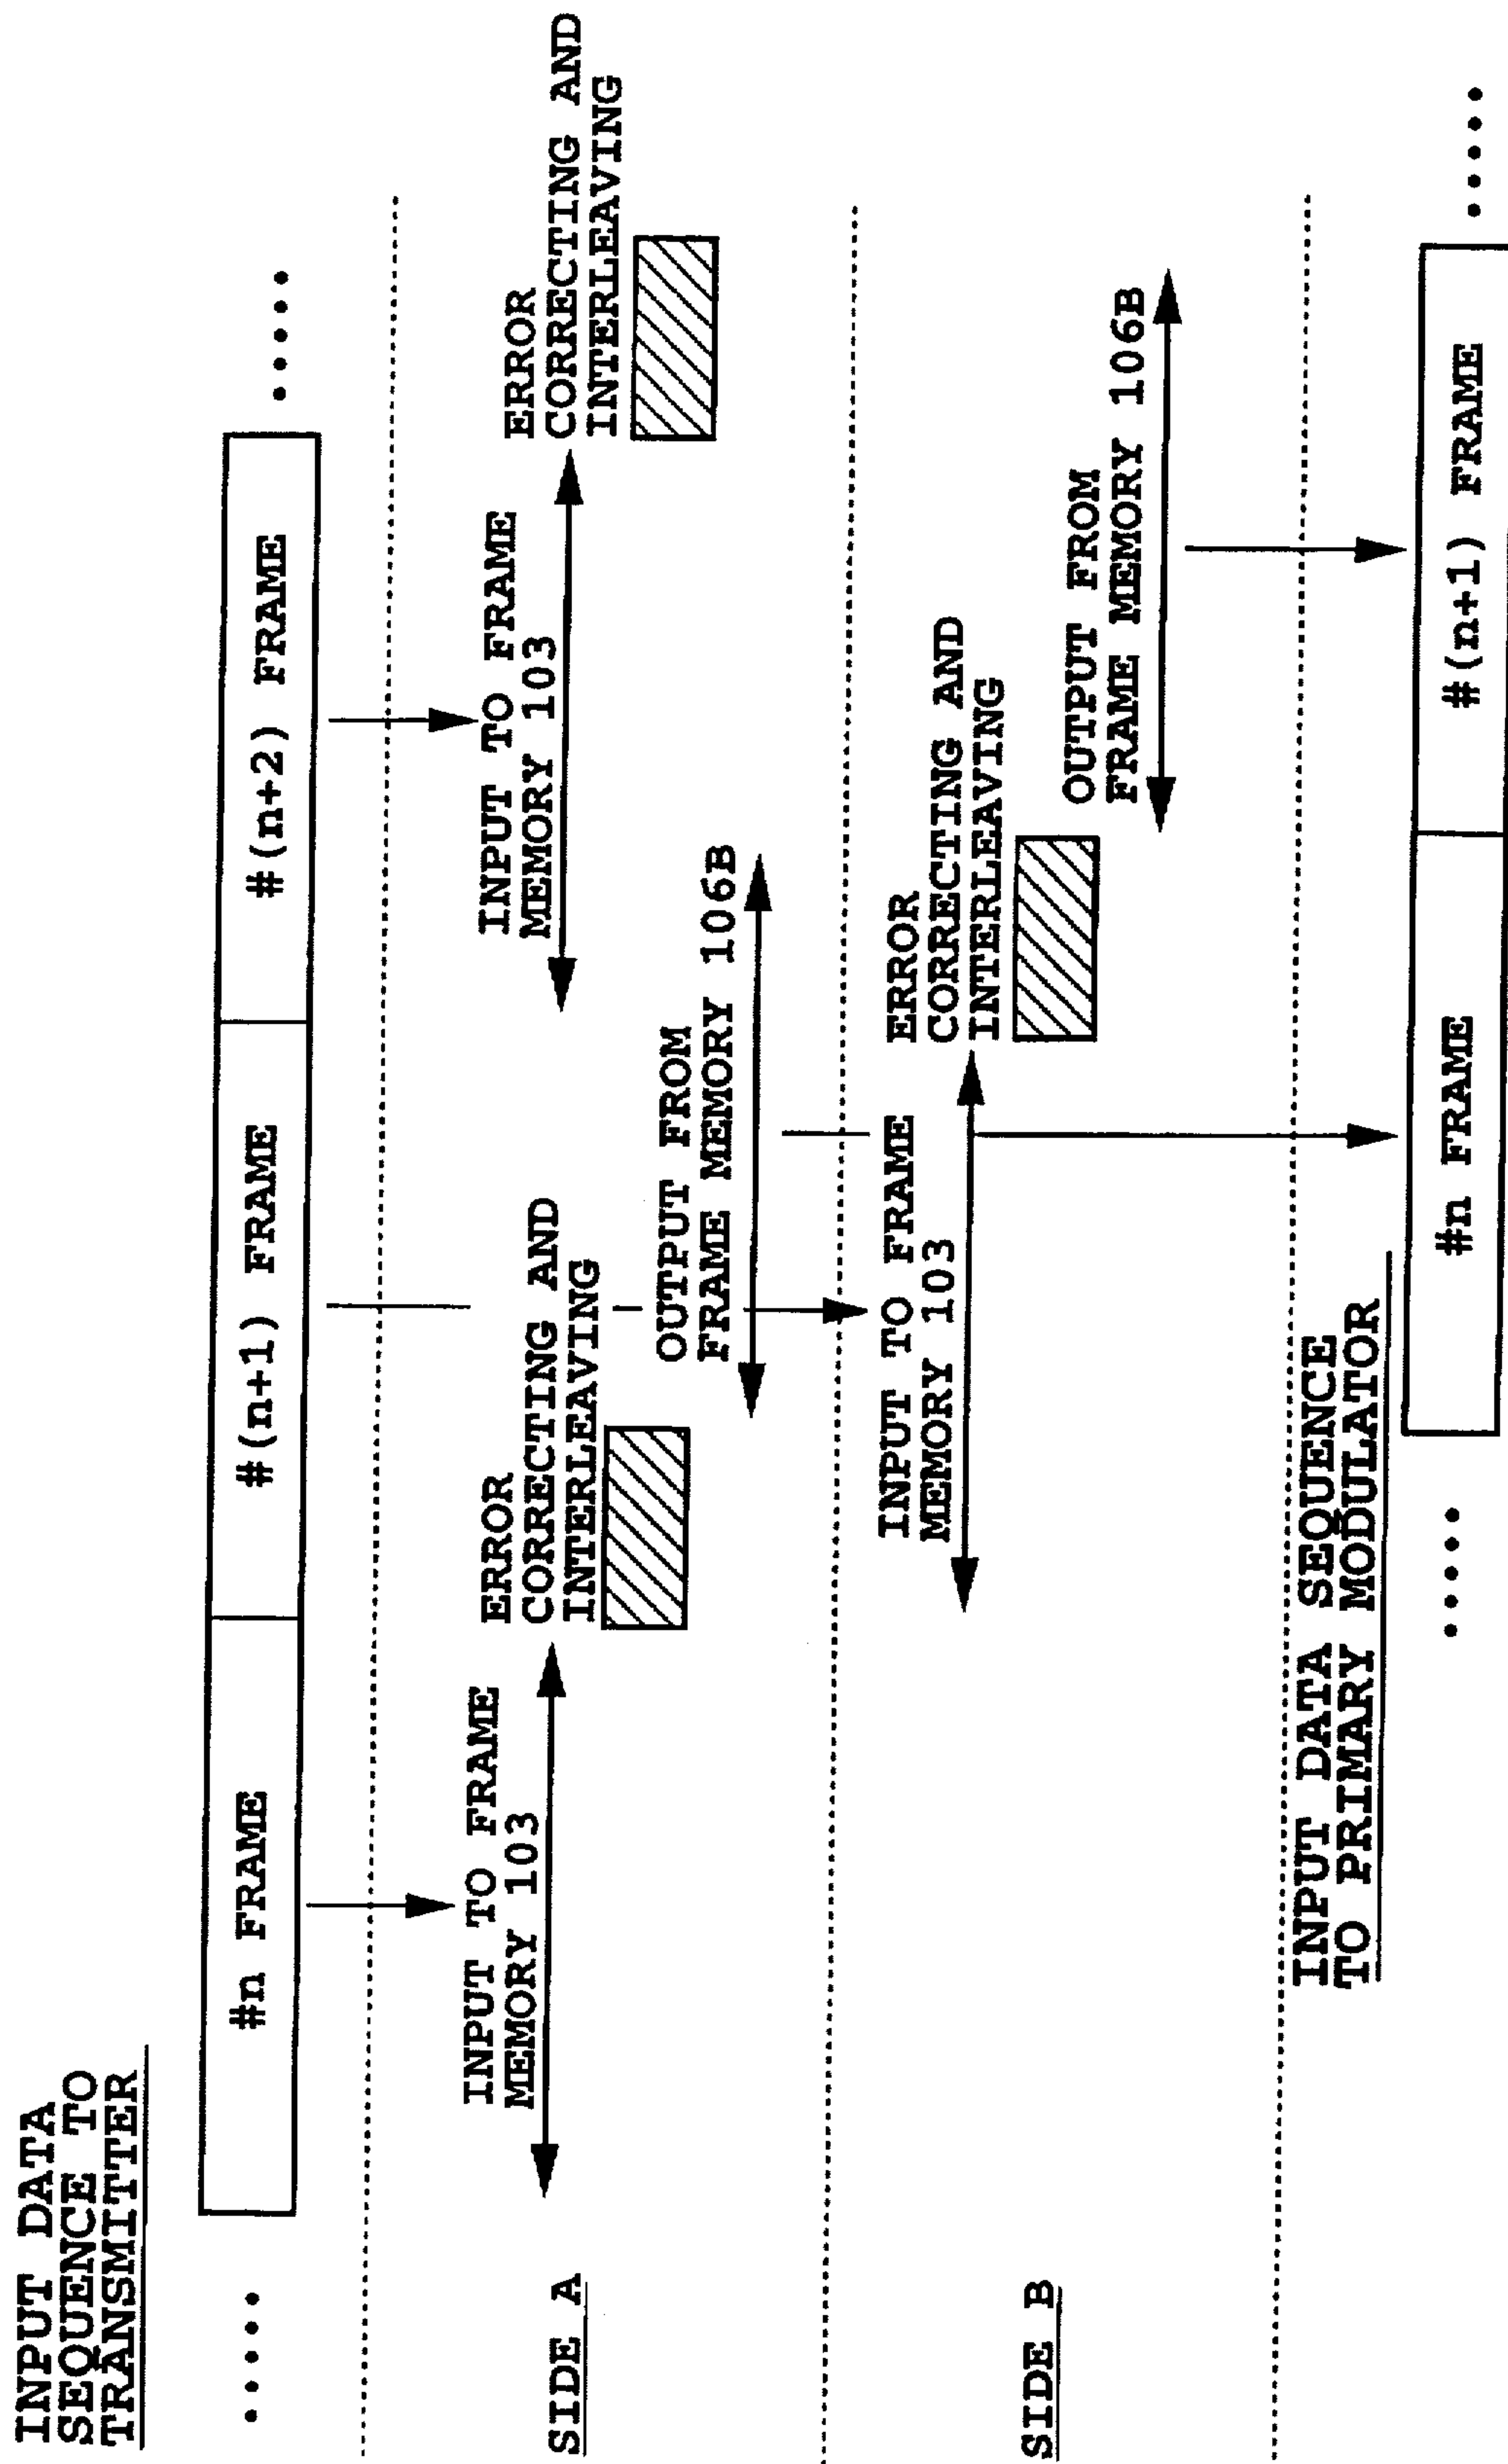 INPUT DATA
SEQUENCE TO
TRANSMITTER
.....
#n FRAME
#(n+1) FRAME
#(n+2) FRAME
.....
SIDE A
INPUT TO FRAME
MEMORY 103
ERROR
CORRECTING AND
INTERLEAVING
OUTPUT FROM
FRAME MEMORY 106B
INPUT TO FRAME
MEMORY 103
ERROR
CORRECTING AND
INTERLEAVING
SIDE B
INPUT TO FRAME
MEMORY 103
ERROR
CORRECTING AND
INTERLEAVING
OUTPUT FROM
FRAME MEMORY 106B
INPUT DATA SEQUENCE
TO PRIMARY MODULATOR
.....
#n FRAME
#(n+1) FRAME
.....